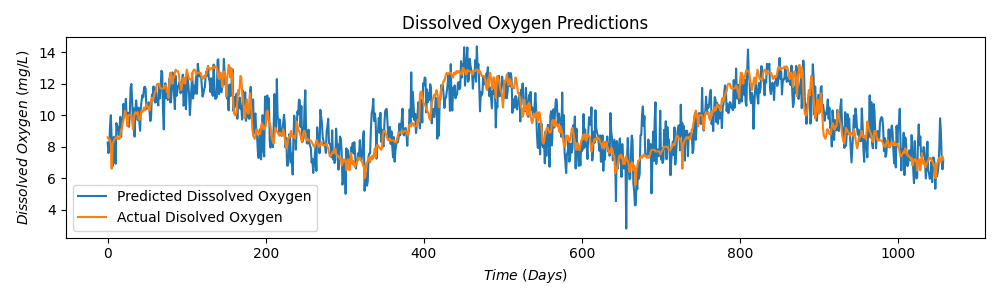 Dissolved Oxygen Predictions
Dissolved Oxygen (mg/L)
14
12
10
8
6
4
Predicted Dissolved Oxygen
Actual Disolved Oxygen
0
200
400
600
800
1000
Time (Days)